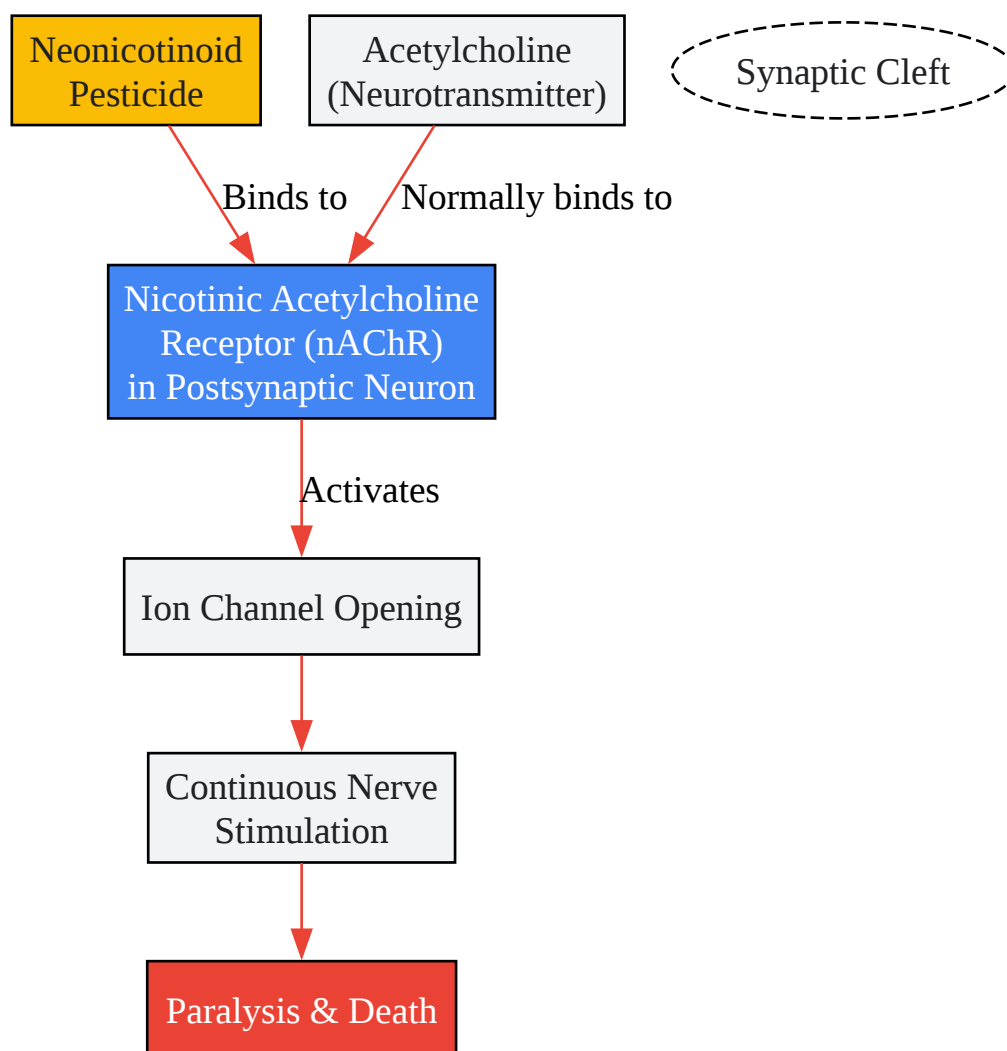 Neonicotinoid
Pesticide
Acetylcholine
(Neurotransmitter)
Synaptic Cleft
Binds to
Normally binds to
Nicotinic Acetylcholine
Receptor (nAChR)
in Postsynaptic Neuron
Activates
Ion Channel Opening
Continuous Nerve
Stimulation
Paralysis & Death